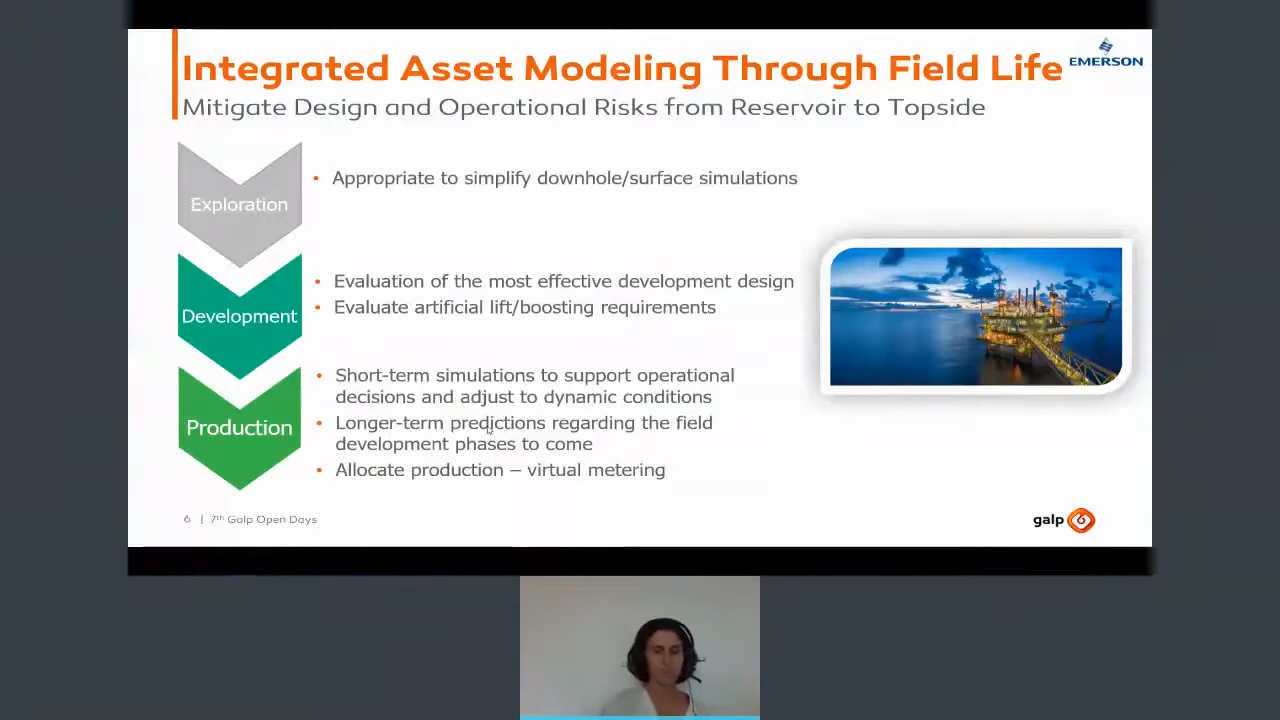 Integrated Asset Modeling Through Field Life
EMERSON
Mitigate Design and Operational Risks from Reservoir to Topside
Exploration
• Appropriate to simplify downhole/surface simulations
Development
• Evaluation of the most effective development design
• Evaluate artificial lift/boosting requirements
Production
• Short-term simulations to support operational
decisions and adjust to dynamic conditions
• Longer-term predictions regarding the field
development phases to come
• Allocate production – virtual metering
6 | 7th Galp Open Days
galp